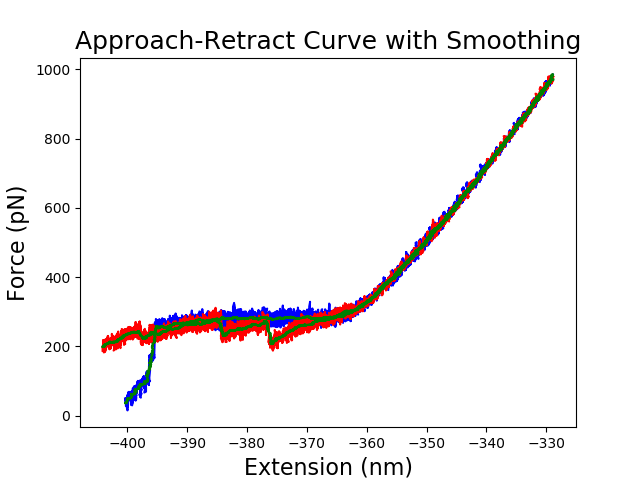 Approach-Retract Curve with Smoothing
1000
800
600
400
200
0
Force (pN)
−400 −390 −380 −370 −360 −350 −340 −330
Extension (nm)